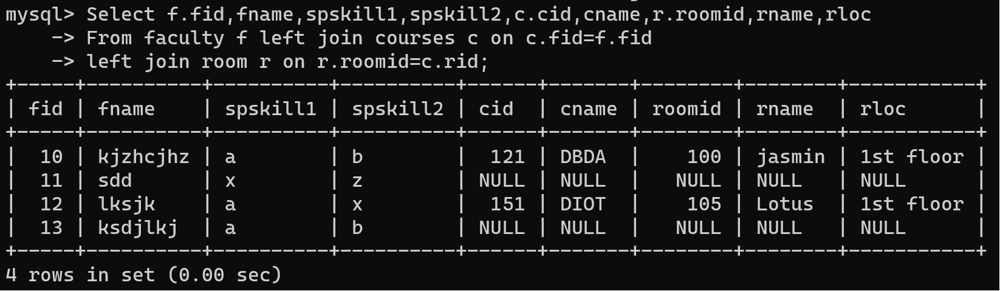 mysql> Select f.fid,fname,spskill1,spskill2,c.cid,cname,r.roomid,rname,rloc
    -> From faculty f left join courses c on c.fid=f.fid
    -> left join room r on r.roomid=c.rid;
+-----+----------+----------+----------+------+-------+--------+--------+-----------+
| fid | fname    | spskill1 | spskill2 | cid  | cname | roomid | rname  | rloc      |
+-----+----------+----------+----------+------+-------+--------+--------+-----------+
|  10 | kjzhcjhz | a        | b        |  121 | DBDA  |    100 | jasmin | 1st floor |
|  11 | sdd      | x        | z        | NULL | NULL  |   NULL | NULL   | NULL      |
|  12 | lksjk    | a        | x        |  151 | DIOT  |    105 | Lotus  | 1st floor |
|  13 | ksdjlkj  | a        | b        | NULL | NULL  |   NULL | NULL   | NULL      |
+-----+----------+----------+----------+------+-------+--------+--------+-----------+
4 rows in set (0.00 sec)